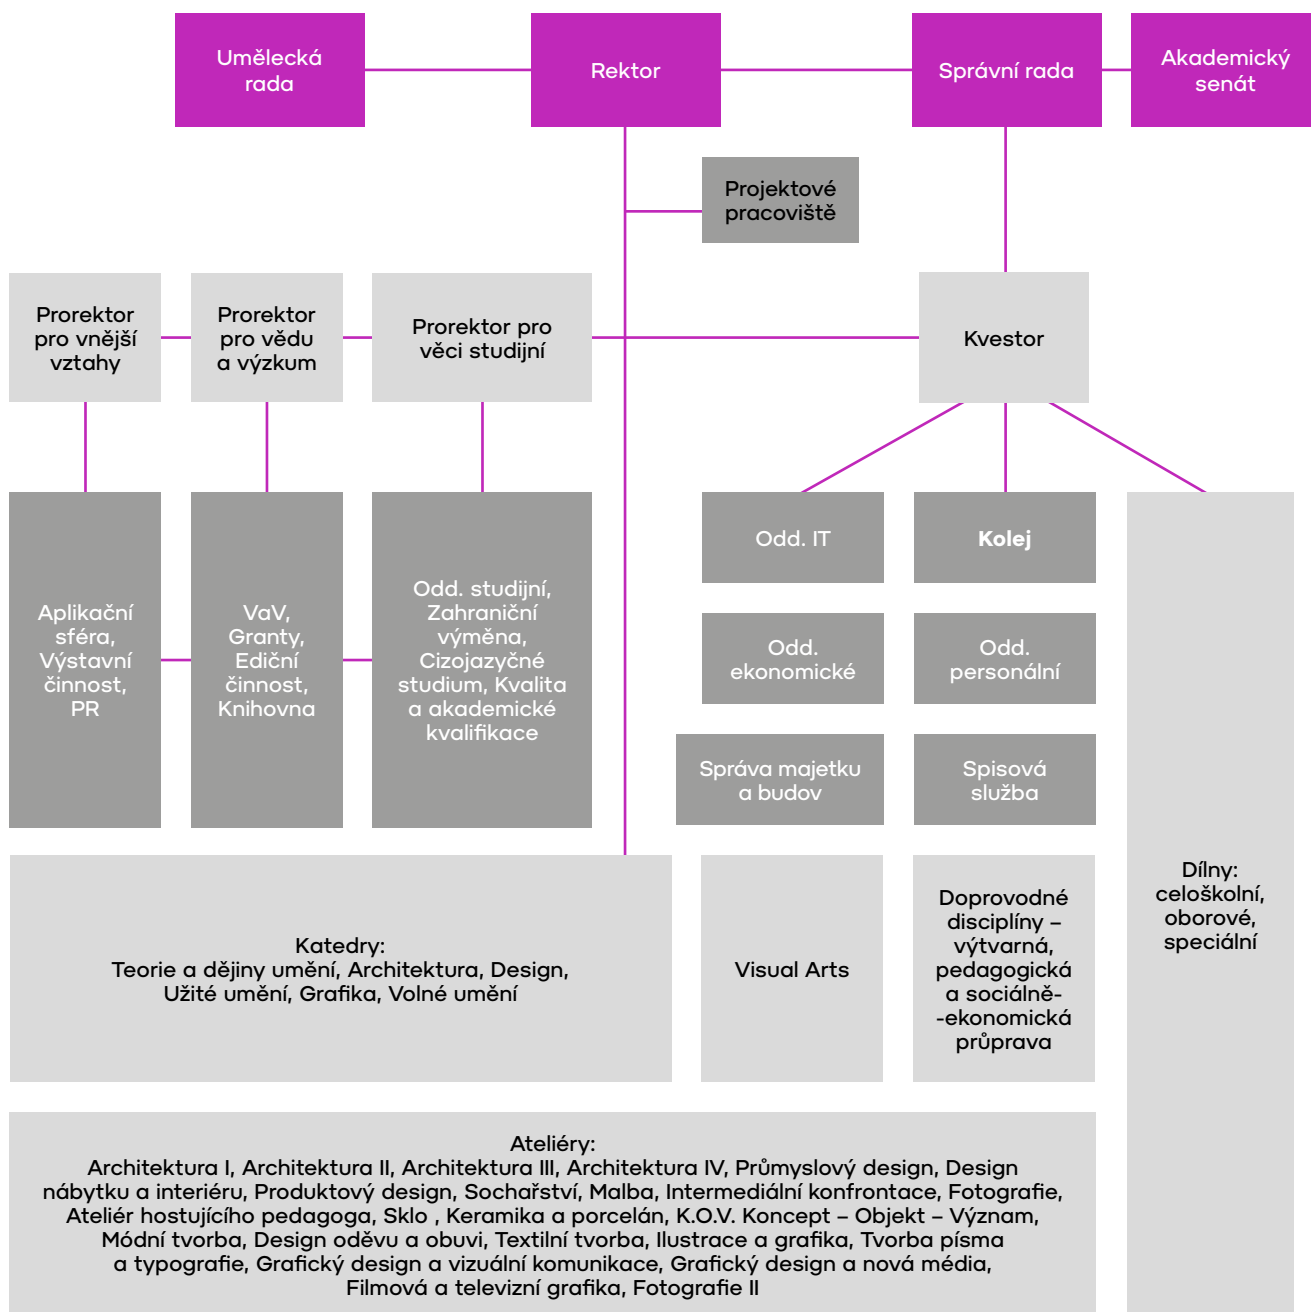 Umělecká
rada
Rektor
Správní rada
Akademický
senát
Projektové
pracoviště
Prorektor
pro vnější
vztahy
Prorektor
pro vědu
a výzkum
Prorektor pro
věci studijní
Kvestor
Aplikační
sféra,
Výstavní
činnost,
PR
VaV,
Granty,
Ediční
činnost,
Knihovna
Odd. studijní,
Zahraniční
výměna,
Cizojazyčné
studium, Kvalita
a akademické
kvalifikace
Odd. IT
Kolej
Odd.
ekonomické
Odd.
personální
Správa majetku
a budov
Spisová
služba
Katedry:
Teorie a dějiny umění, Architektura, Design,
Užité umění, Grafika, Volné umění
Visual Arts
Doprovodné
disciplíny –
výtvarná,
pedagogická
a sociálně-
-ekonomická
průprava
Dílny:
celoškolní,
oborové,
speciální
Ateliéry:
Architektura I, Architektura II, Architektura III, Architektura IV, Průmyslový design, Design
nábytku a interiéru, Produktový design, Sochařství, Malba, Intermediální konfrontace, Fotografie,
Ateliér hostujícího pedagoga, Sklo , Keramika a porcelán, K.O.V. Koncept – Objekt – Význam,
Módní tvorba, Design oděvu a obuvi, Textilní tvorba, Ilustrace a grafika, Tvorba písma
a typografie, Grafický design a vizuální komunikace, Grafický design a nová média,
Filmová a televizní grafika, Fotografie II